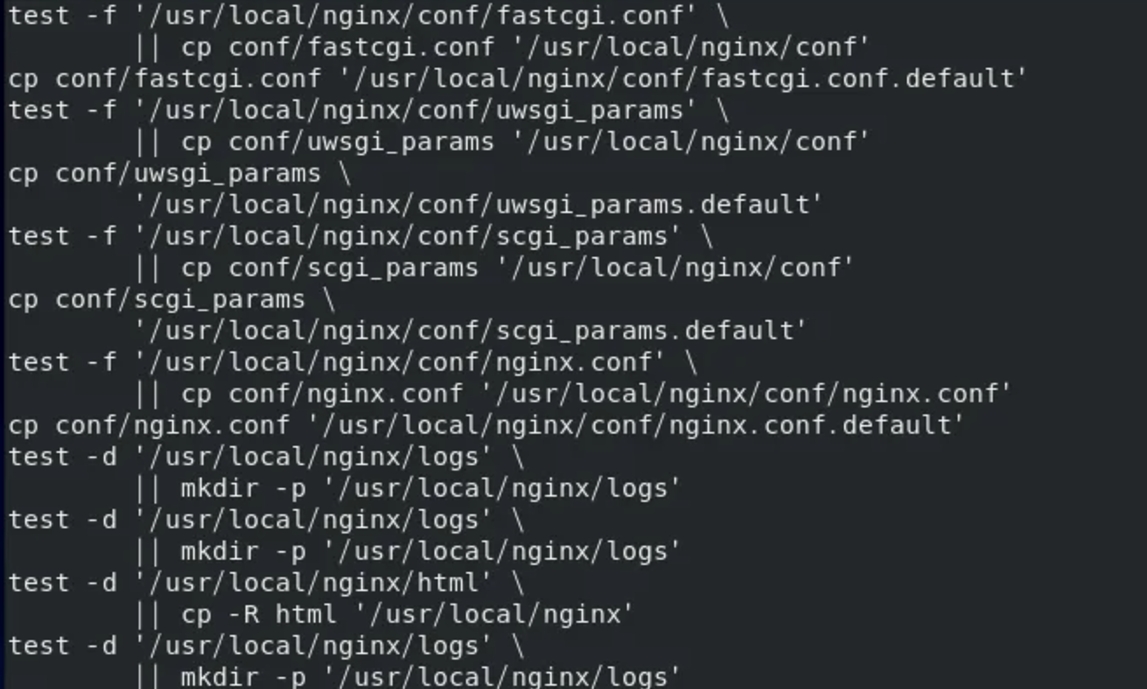 test -f '/usr/local/nginx/conf/fastcgi.conf' \
        || cp conf/fastcgi.conf '/usr/local/nginx/conf'
cp conf/fastcgi.conf '/usr/local/nginx/conf/fastcgi.conf.default'
test -f '/usr/local/nginx/conf/uwsgi_params' \
        || cp conf/uwsgi_params '/usr/local/nginx/conf'
cp conf/uwsgi_params \
        '/usr/local/nginx/conf/uwsgi_params.default'
test -f '/usr/local/nginx/conf/scgi_params' \
        || cp conf/scgi_params '/usr/local/nginx/conf'
cp conf/scgi_params \
        '/usr/local/nginx/conf/scgi_params.default'
test -f '/usr/local/nginx/conf/nginx.conf' \
        || cp conf/nginx.conf '/usr/local/nginx/conf/nginx.conf'
cp conf/nginx.conf '/usr/local/nginx/conf/nginx.conf.default'
test -d '/usr/local/nginx/logs' \
        || mkdir -p '/usr/local/nginx/logs'
test -d '/usr/local/nginx/logs' \
        || mkdir -p '/usr/local/nginx/logs'
test -d '/usr/local/nginx/html' \
        || cp -R html '/usr/local/nginx'
test -d '/usr/local/nginx/logs' \
        || mkdir -p '/usr/local/nginx/logs'